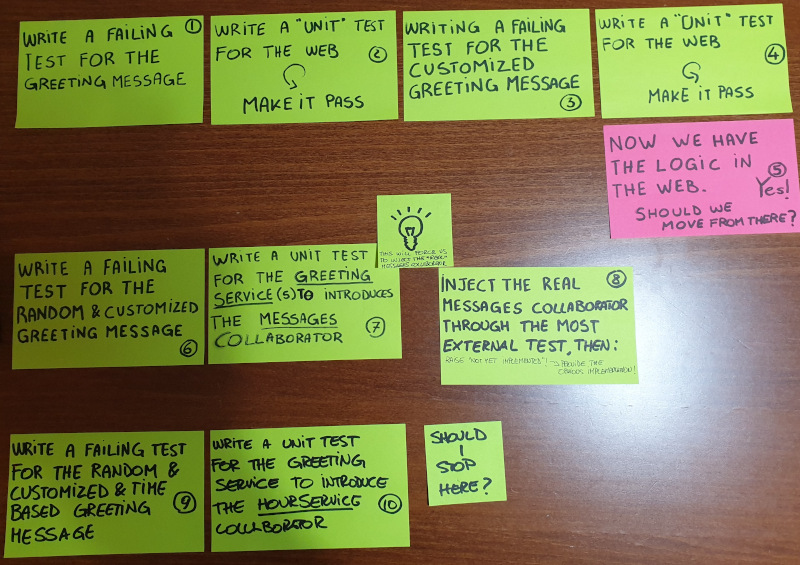 WRITE A FAILING ①
TEST FOR THE
GREETING MESSAGE
WRITE A "UNIT" TEST
FOR THE WEB ②
MAKE IT PASS
WRITING A FAILING
TEST FOR THE
CUSTOMIZED
GREETING MESSAGE
③
WRITE A "UNIT" TEST
FOR THE WEB ④
MAKE IT PASS
NOW WE HAVE
THE LOGIC IN ⑤
THE WEB. Yes!
SHOULD WE
MOVE FROM THERE?
WRITE A FAILING
TEST FOR THE
RANDOM & CUSTOMIZED
GREETING MESSAGE
⑥
WRITE A UNIT TEST
FOR THE GREETING
SERVICE (S) TO INTRODUCES
THE MESSAGES
COLLABORATOR ⑦
THIS WILL FORCE US
TO INJECT THE "REAL"
MESSAGES COLLABORATOR
INJECT THE REAL ⑧
MESSAGES COLLABORATOR
THROUGH THE MOST
EXTERNAL TEST, THEN:
RAISE "NOT YET IMPLEMENTED"! → PROVIDE THE
OBVIOUS IMPLEMENTATION!
WRITE A FAILING TEST
FOR THE RANDOM &
CUSTOMIZED & TIME
BASED GREETING ⑨
MESSAGE
WRITE A UNIT TEST
FOR THE GREETING
SERVICE TO INTRODUCE
THE HOURSERVICE
COLLBORATOR ⑩
SHOULD
I
STOP
HERE?